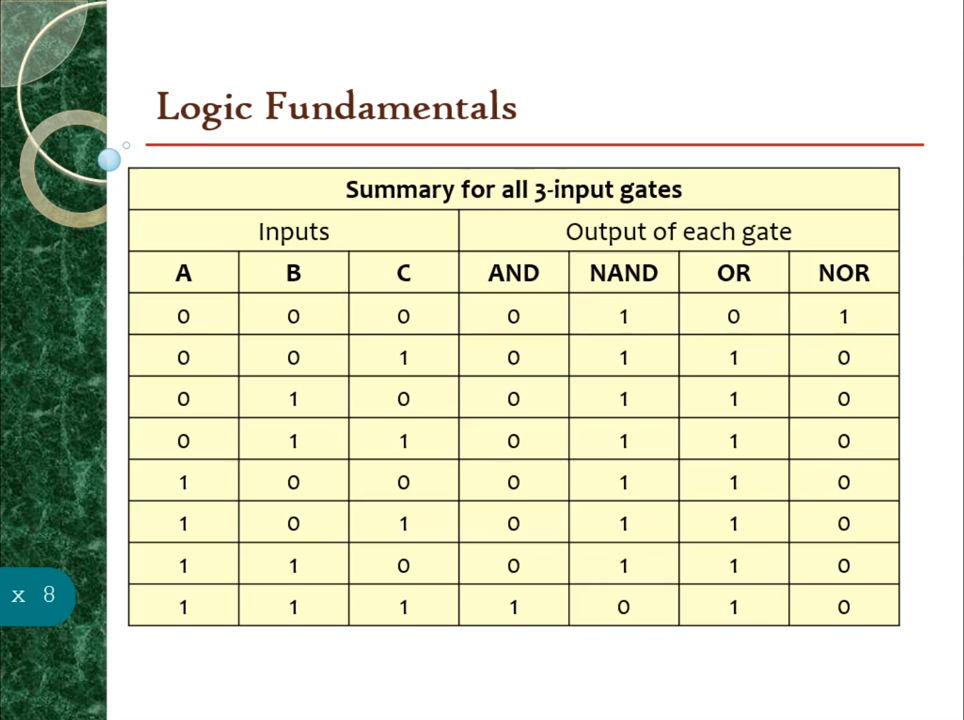 Logic Fundamentals
Summary for all 3-input gates
Inputs Output of each gate
A B C AND NAND OR NOR
0 0 0 0 1 0 1
0 0 1 0 1 1 0
0 1 0 0 1 1 0
0 1 1 0 1 1 0
1 0 0 0 1 1 0
1 0 1 0 1 1 0
1 1 0 0 1 1 0
1 1 1 1 0 1 0
x 8